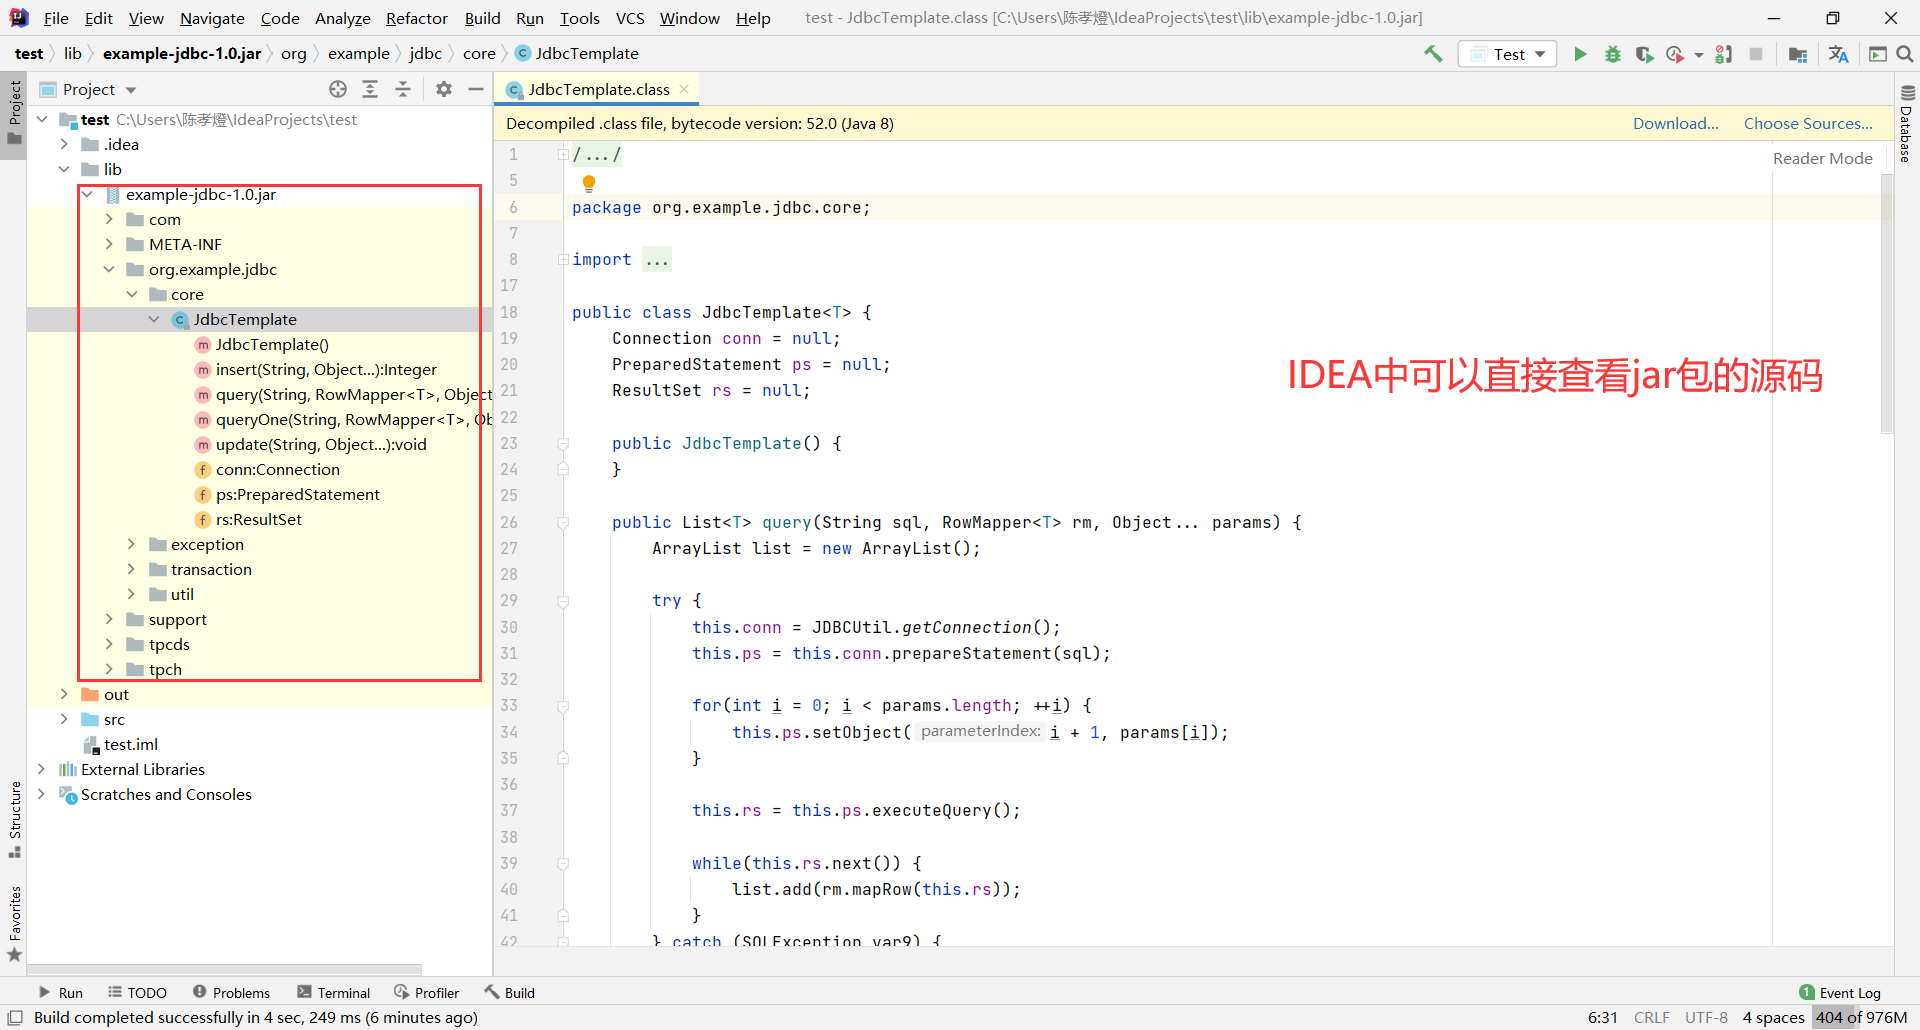 File Edit View Navigate Code Analyze Refactor Build Run Tools VCS Window Help test - JdbcTemplate.class [C:\Users\陈孝燈\IdeaProjects\test\lib\example-jdbc-1.0.jar]
test lib example-jdbc-1.0.jar org example jdbc core JdbcTemplate Test
Project
Structure
Favorites
Project
test C:\Users\陈孝燈\IdeaProjects\test
.idea
lib
example-jdbc-1.0.jar
com
META-INF
org.example.jdbc
core
JdbcTemplate
JdbcTemplate()
insert(String, Object...):Integer
query(String, RowMapper<T>, Object
queryOne(String, RowMapper<T>, Ob
update(String, Object...):void
conn:Connection
ps:PreparedStatement
rs:ResultSet
exception
transaction
util
support
tpcds
tpch
out
src
test.iml
External Libraries
Scratches and Consoles
JdbcTemplate.class
Decompiled .class file, bytecode version: 52.0 (Java 8) Download... Choose Sources...
Reader Mode
1 /.../
5
6 package org.example.jdbc.core;
7
8 import ...
17
18 public class JdbcTemplate<T> {
19 Connection conn = null;
20 PreparedStatement ps = null;
21 ResultSet rs = null;
22
23 public JdbcTemplate() {
24 }
25
26 public List<T> query(String sql, RowMapper<T> rm, Object... params) {
27 ArrayList list = new ArrayList();
28
29 try {
30 this.conn = JDBCUtil.getConnection();
31 this.ps = this.conn.prepareStatement(sql);
32
33 for(int i = 0; i < params.length; ++i) {
34 this.ps.setObject( parameterIndex: i + 1, params[i]);
35 }
36
37 this.rs = this.ps.executeQuery();
38
39 while(this.rs.next()) {
40 list.add(rm.mapRow(this.rs));
41 }
42 } catch (SQLException var9) {
IDEA中可以直接查看jar包的源码
Database
Run TODO Problems Terminal Profiler Build 1 Event Log
Build completed successfully in 4 sec, 249 ms (6 minutes ago) 6:31 CRLF UTF-8 4 spaces 404 of 976M